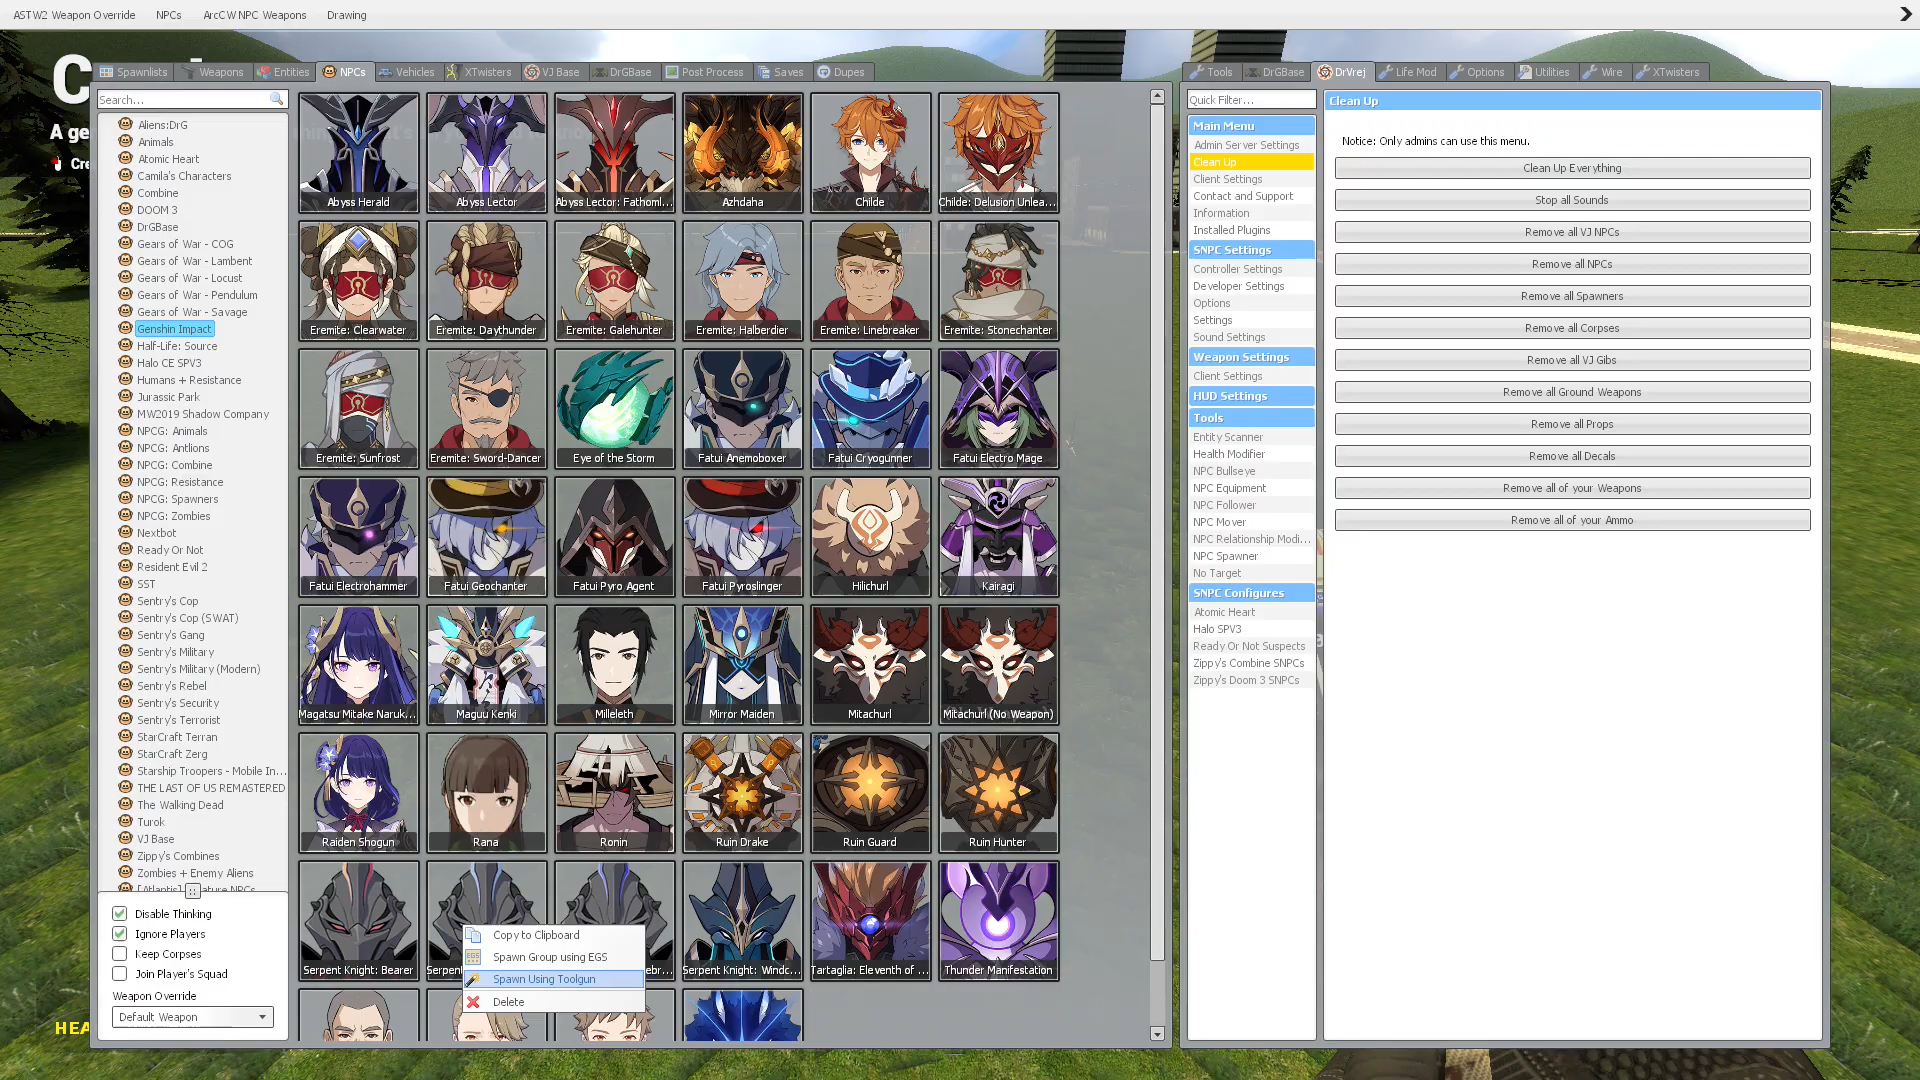 ASTW2 Weapon Override NPCs ArcCW NPC Weapons Drawing
Spawnlists Weapons Entities NPCs Vehicles XTwisters VJ Base DrGBase Post Process Saves Dupes
Search...
Aliens:DrG
Animals
Atomic Heart
Camila's Characters
Combine
DOOM 3
DrGBase
Gears of War - COG
Gears of War - Lambent
Gears of War - Locust
Gears of War - Pendulum
Gears of War - Savage
Genshin Impact
Half-Life: Source
Halo CE SPV3
Humans + Resistance
Jurassic Park
MW2019 Shadow Company
NPCG: Animals
NPCG: Antlions
NPCG: Combine
NPCG: Resistance
NPCG: Spawners
NPCG: Zombies
Nextbot
Ready Or Not
Resident Evil 2
SST
Sentry's Cop
Sentry's Cop (SWAT)
Sentry's Gang
Sentry's Military
Sentry's Military (Modern)
Sentry's Rebel
Sentry's Security
Sentry's Terrorist
StarCraft Terran
StarCraft Zerg
Starship Troopers - Mobile In...
THE LAST OF US REMASTERED
The Walking Dead
Turok
VJ Base
Zippy's Combines
Zombies + Enemy Aliens
Disable Thinking
Ignore Players
Keep Corpses
Join Player's Squad
Weapon Override
Default Weapon
HEA
Abyss Herald Abyss Lector Abyss Lector: Fathoml... Azhdaha Childe Childe: Delusion Unlea...
Eremite: Clearwater Eremite: Daythunder Eremite: Galehunter Eremite: Halberdier Eremite: Linebreaker Eremite: Stonechanter
Eremite: Sunfrost Eremite: Sword-Dancer Eye of the Storm Fatui Anemoboxer Fatui Cryogunner Fatui Electro Mage
Fatui Electrohammer Fatui Geochanter Fatui Pyro Agent Fatui Pyroslinger Hilichurl Kairagi
Magatsu Mitake Naruk... Maguu Kenki Milleleth Mirror Maiden Mitachurl Mitachurl (No Weapon)
Raiden Shogun Rana Ronin Ruin Drake Ruin Guard Ruin Hunter
Serpent Knight: Bearer Serpent Knight: Windc... Tartaglia: Eleventh of ... Thunder Manifestation
Copy to Clipboard
Spawn Group using EGS
Spawn Using Toolgun
Delete
Tools DrGBase DrVrej Life Mod Options Utilities Wire XTwisters
Quick Filter...
Main Menu
Admin Server Settings
Clean Up
Client Settings
Contact and Support
Information
Installed Plugins
SNPC Settings
Controller Settings
Developer Settings
Options
Settings
Sound Settings
Weapon Settings
Client Settings
HUD Settings
Tools
Entity Scanner
Health Modifier
NPC Bullseye
NPC Equipment
NPC Follower
NPC Mover
NPC Relationship Modi...
NPC Spawner
No Target
SNPC Configures
Atomic Heart
Halo SPV3
Ready Or Not Suspects
Zippy's Combine SNPCs
Zippy's Doom 3 SNPCs
Clean Up
Notice: Only admins can use this menu.
Clean Up Everything
Stop all Sounds
Remove all VJ NPCs
Remove all NPCs
Remove all Spawners
Remove all Corpses
Remove all VJ Gibs
Remove all Ground Weapons
Remove all Props
Remove all Decals
Remove all of your Weapons
Remove all of your Ammo